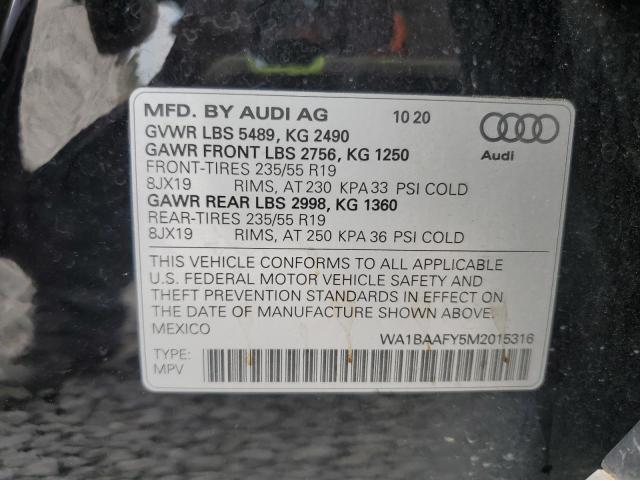 MFD. BY AUDI AG 10 20
GVWR LBS 5489, KG 2490
GAWR FRONT LBS 2756, KG 1250
Audi
FRONT-TIRES 235/55 R19
8JX19 RIMS, AT 230 KPA 33 PSI COLD
GAWR REAR LBS 2998, KG 1360
REAR-TIRES 235/55 R19
8JX19 RIMS, AT 250 KPA 36 PSI COLD
THIS VEHICLE CONFORMS TO ALL APPLICABLE
U.S. FEDERAL MOTOR VEHICLE SAFETY AND
THEFT PREVENTION STANDARDS IN EFFECT ON
THE DATE OF MANUFACTURE SHOWN ABOVE.
MEXICO WA1BAAFY5M2015316
TYPE:
MPV